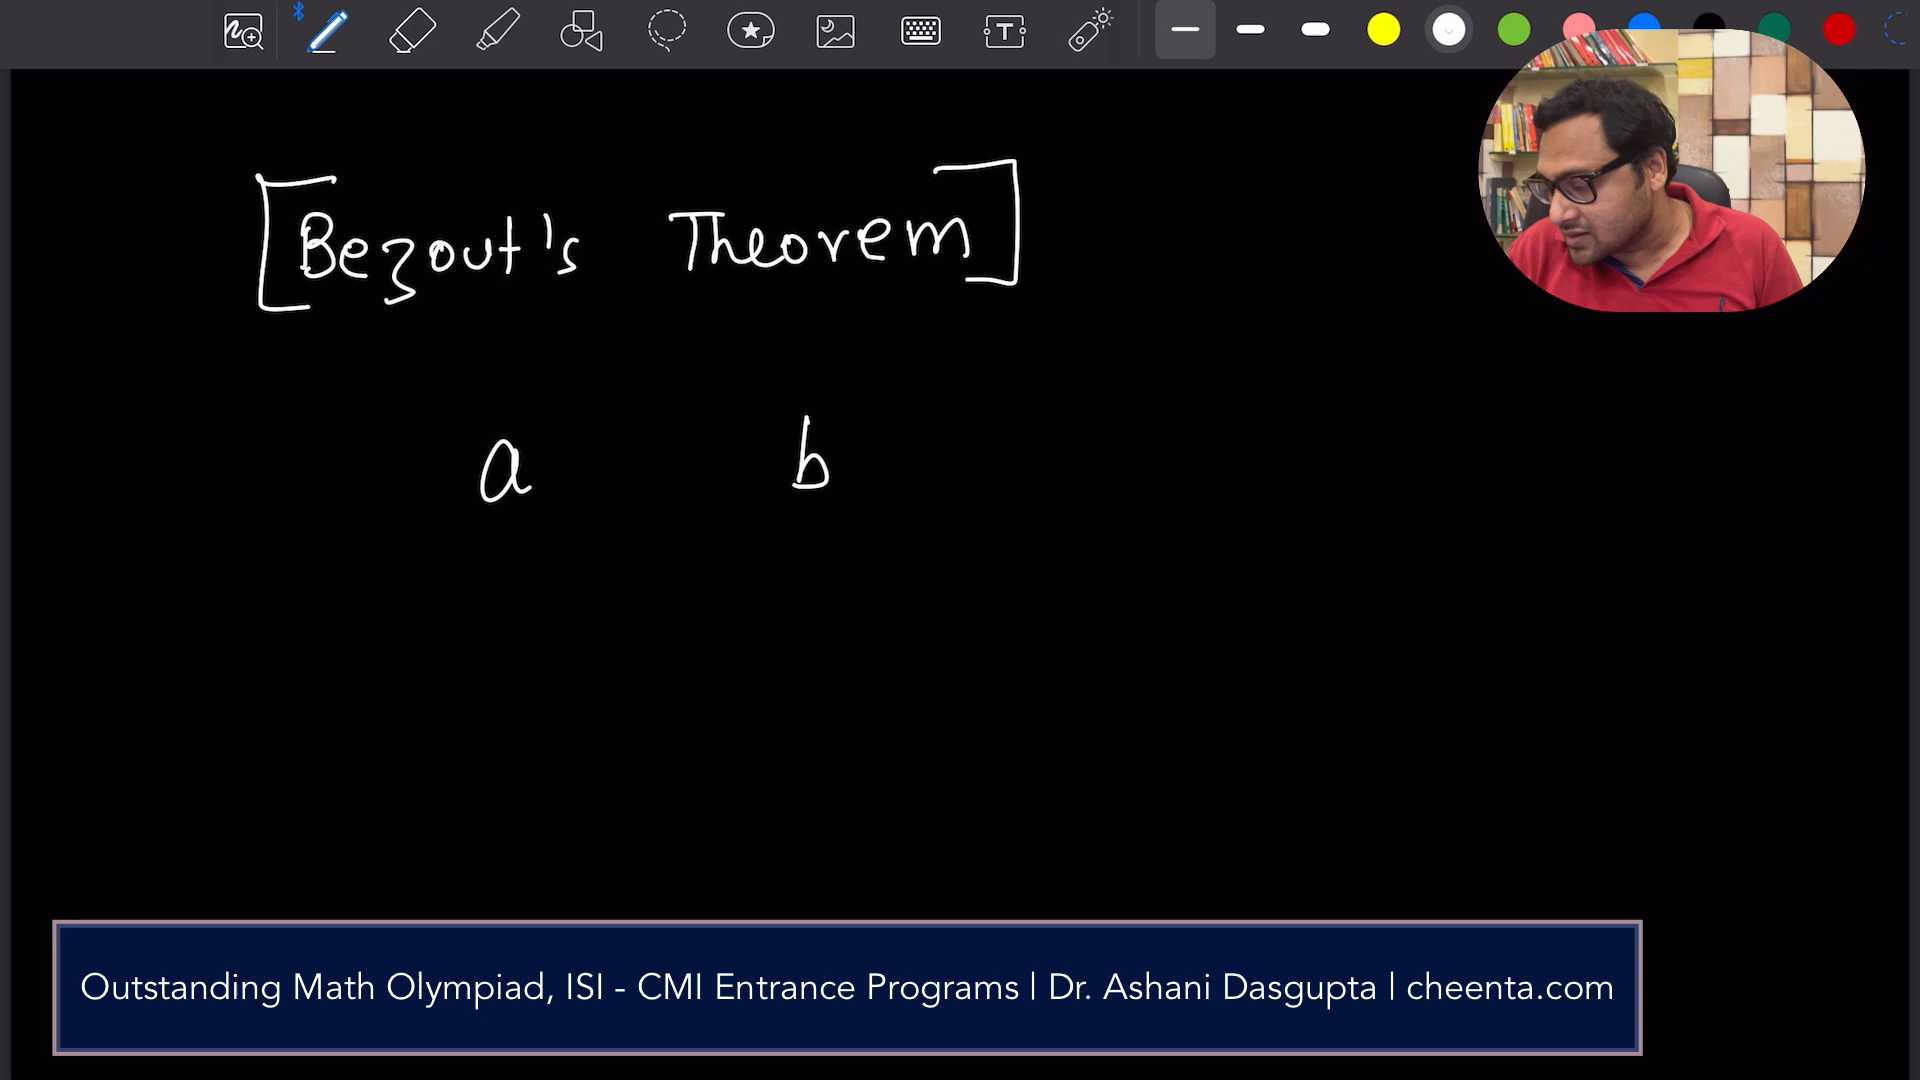 [Bezout's Theorem]
a b
Outstanding Math Olympiad, ISI - CMI Entrance Programs | Dr. Ashani Dasgupta | cheenta.com